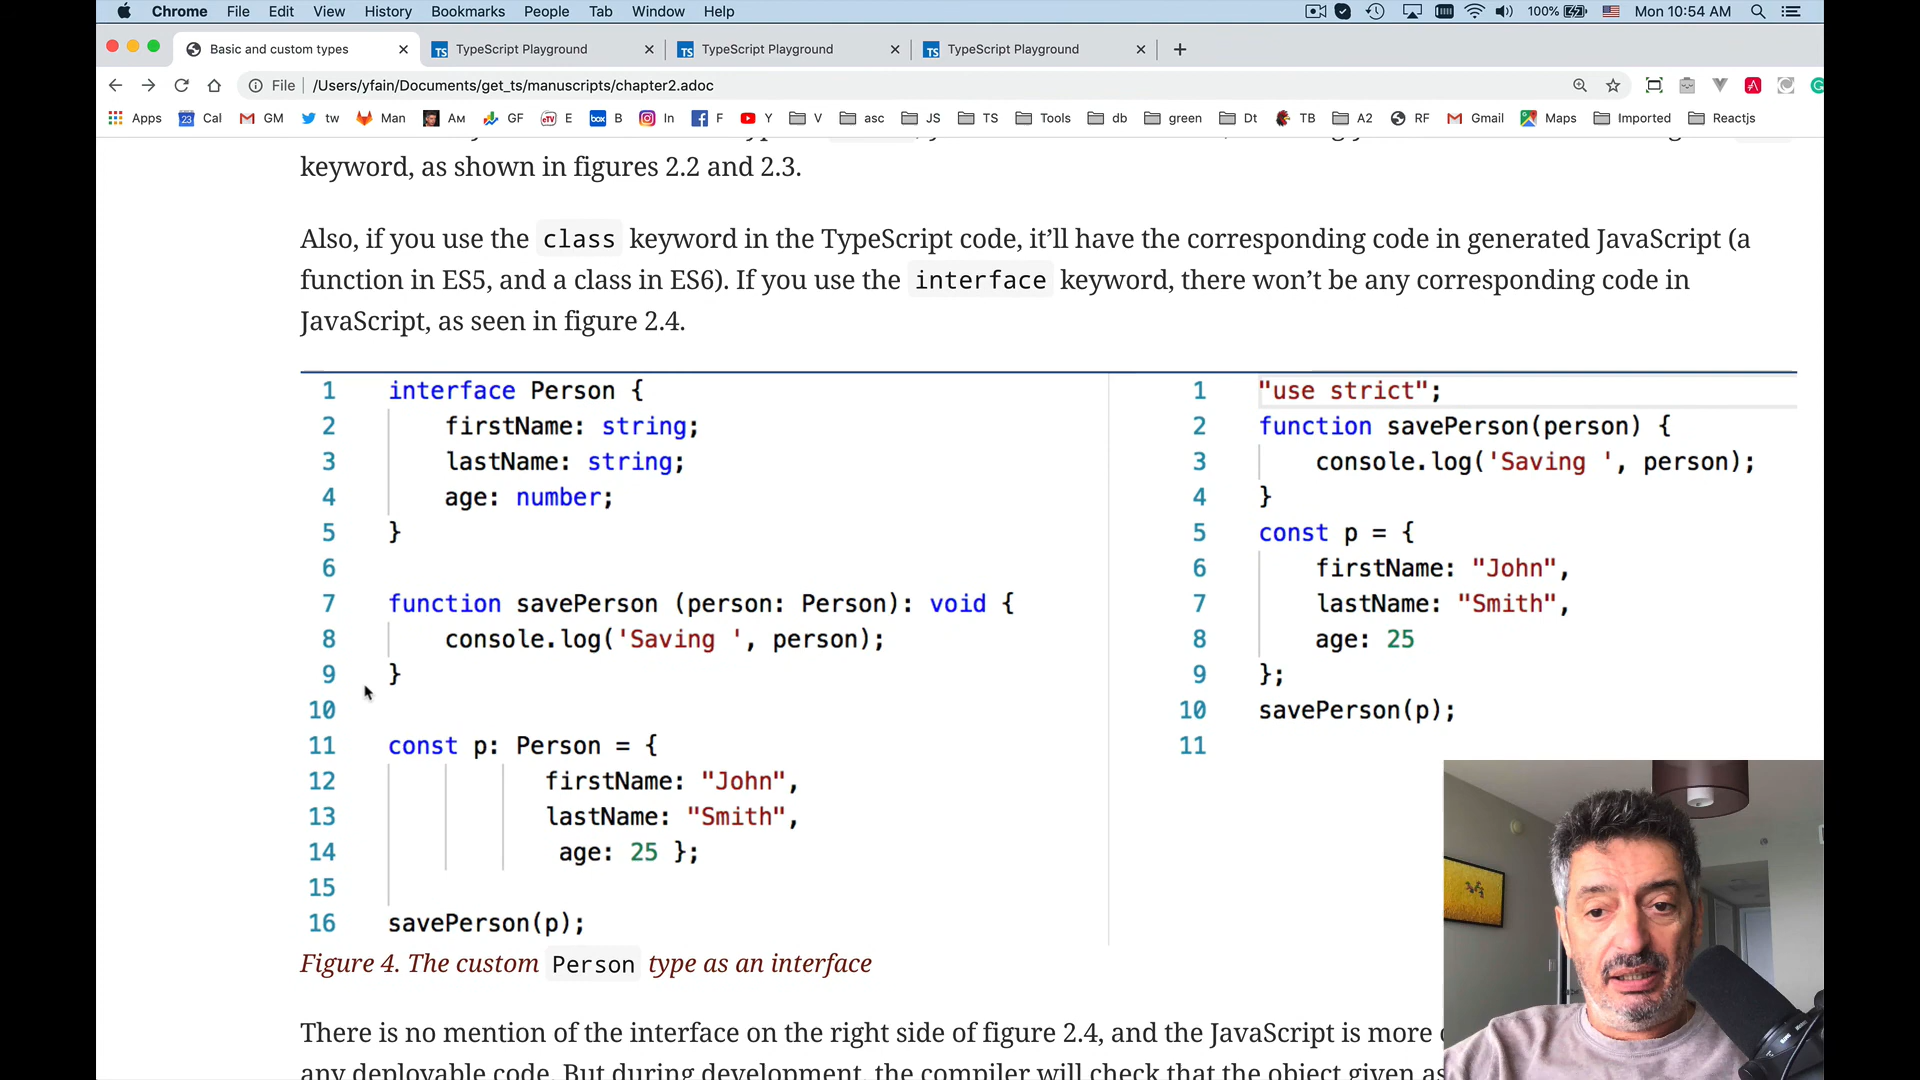 Chrome File Edit View History Bookmarks People Tab Window Help 100% Mon 10:54 AM
Basic and custom types TS TypeScript Playground TS TypeScript Playground TS TypeScript Playground
File /Users/yfain/Documents/get_ts/manuscripts/chapter2.adoc
Apps 23 Cal GM tw Man Ам GF E box B In F Y V asc JS TS Tools db green Dt TB A2 RF Gmail Maps Imported Reactjs
keyword, as shown in figures 2.2 and 2.3.
Also, if you use the class keyword in the TypeScript code, it’ll have the corresponding code in generated JavaScript (a
function in ES5, and a class in ES6). If you use the interface keyword, there won’t be any corresponding code in
JavaScript, as seen in figure 2.4.
1 interface Person {
2 firstName: string;
3 lastName: string;
4 age: number;
5 }
6
7 function savePerson (person: Person): void {
8 console.log('Saving ', person);
9 }
10
11 const p: Person = {
12 firstName: "John",
13 lastName: "Smith",
14 age: 25 };
15
16 savePerson(p);
1 "use strict";
2 function savePerson(person) {
3 console.log('Saving ', person);
4 }
5 const p = {
6 firstName: "John",
7 lastName: "Smith",
8 age: 25
9 };
10 savePerson(p);
11
Figure 4. The custom Person type as an interface
There is no mention of the interface on the right side of figure 2.4, and the JavaScript is more
any deployable code. But during development, the compiler will check that the object given as